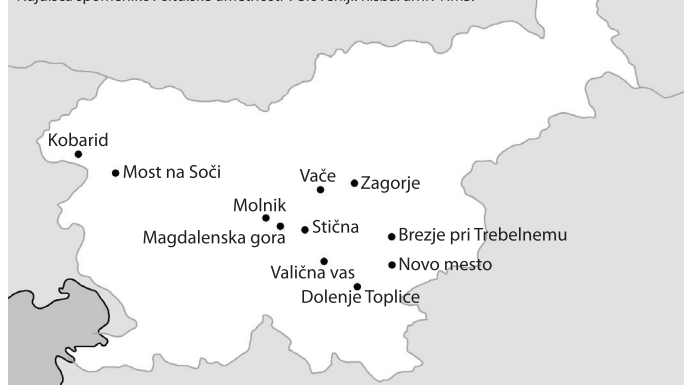 Kobarid
Most na Soči
Vače
Zagorje
Molnik
Magdalenska gora
Stična
Brezje pri Trebelnemu
Novo mesto
Valična vas
Dolenje Toplice